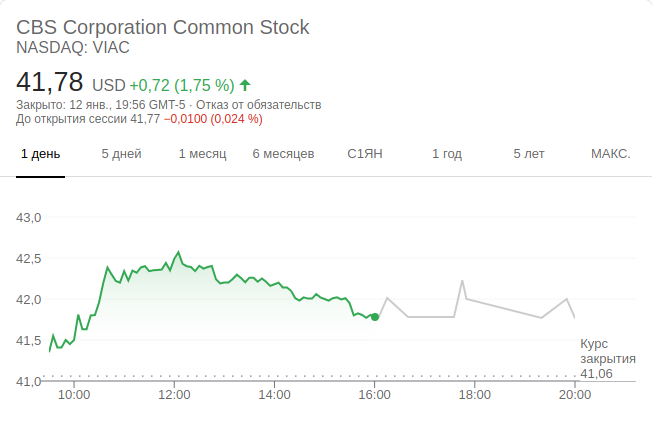 CBS Corporation Common Stock
NASDAQ: VIAC
41,78 USD +0,72 (1,75 %)
Закрыто: 12 янв., 19:56 GMT-5 · Отказ от обязательств
До открытия сессии 41,77 −0,0100 (0,024 %)
1 день 5 дней 1 месяц 6 месяцев С1ЯН 1 год 5 лет МАКС.
43,0
42,5
42,0
41,5
41,0
Курс
закрытия
41,06
10:00 12:00 14:00 16:00 18:00 20:00